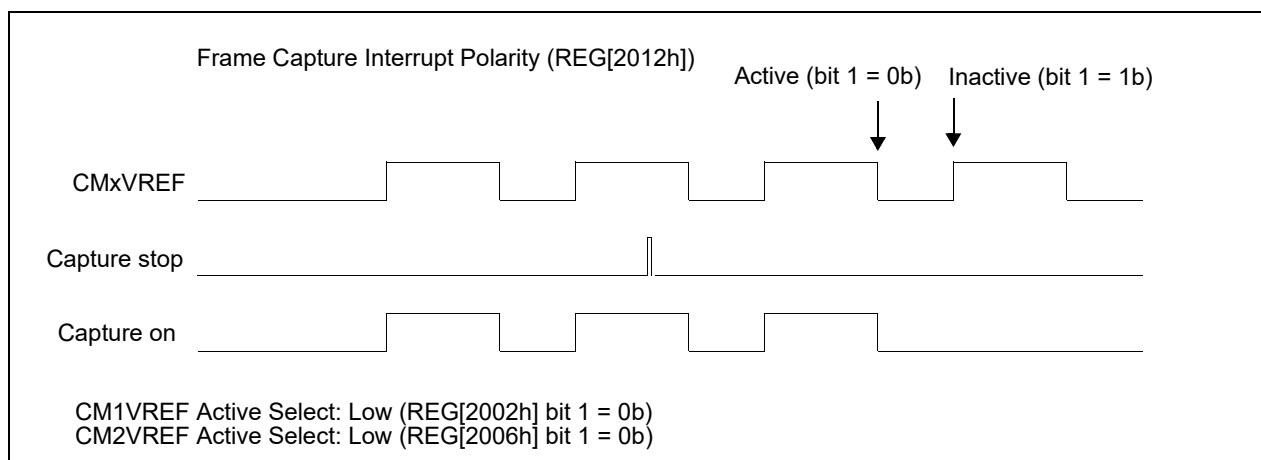 Frame Capture Interrupt Polarity (REG[2012h])
Active (bit 1 = 0b) Inactive (bit 1 = 1b)
CMxVREF
Capture stop
Capture on
CM1VREF Active Select: Low (REG[2002h] bit 1 = 0b)
CM2VREF Active Select: Low (REG[2006h] bit 1 = 0b)